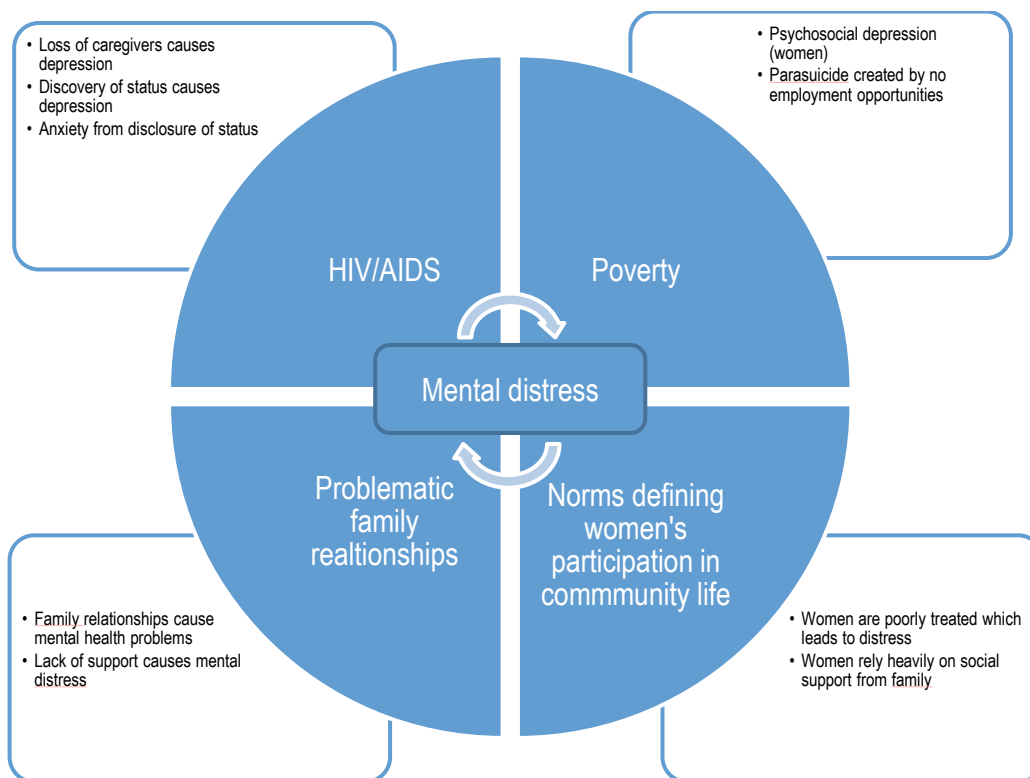 • Loss of caregivers causes
depression
• Discovery of status causes
depression
• Anxiety from disclosure of status
• Psychosocial depression
(women)
• Parasuicide created by no
employment opportunities
HIV/AIDS
Poverty
Mental distress
Problematic
family
realtionships
Norms defining
women's
participation in
commmunity life
• Family relationships cause
mental health problems
• Lack of support causes mental
distress
• Women are poorly treated which
leads to distress
• Women rely heavily on social
support from family